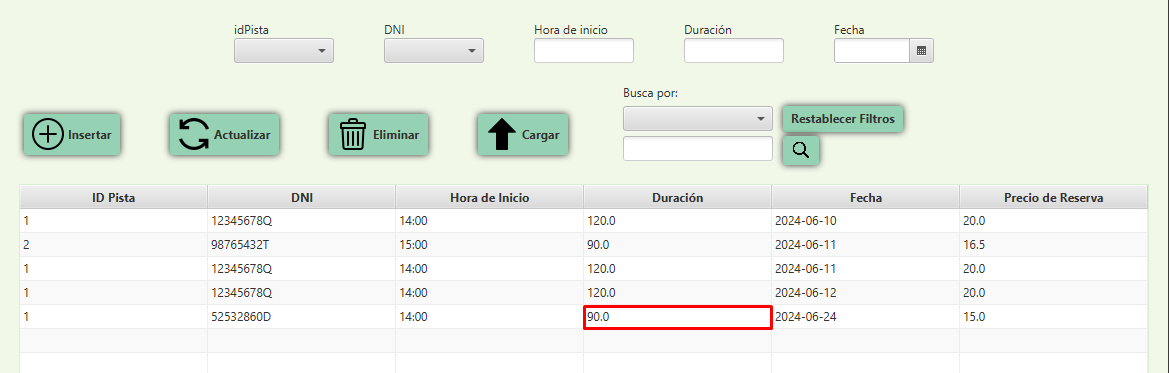 idPista DNI Hora de inicio Duración Fecha
Busca por:
Insertar Actualizar Eliminar Cargar Restablecer Filtros
ID Pista DNI Hora de Inicio Duración Fecha Precio de Reserva
1 12345678Q 14:00 120.0 2024-06-10 20.0
2 98765432T 15:00 90.0 2024-06-11 16.5
1 12345678Q 14:00 120.0 2024-06-11 20.0
1 12345678Q 14:00 120.0 2024-06-12 20.0
1 52532860D 14:00 90.0 2024-06-24 15.0